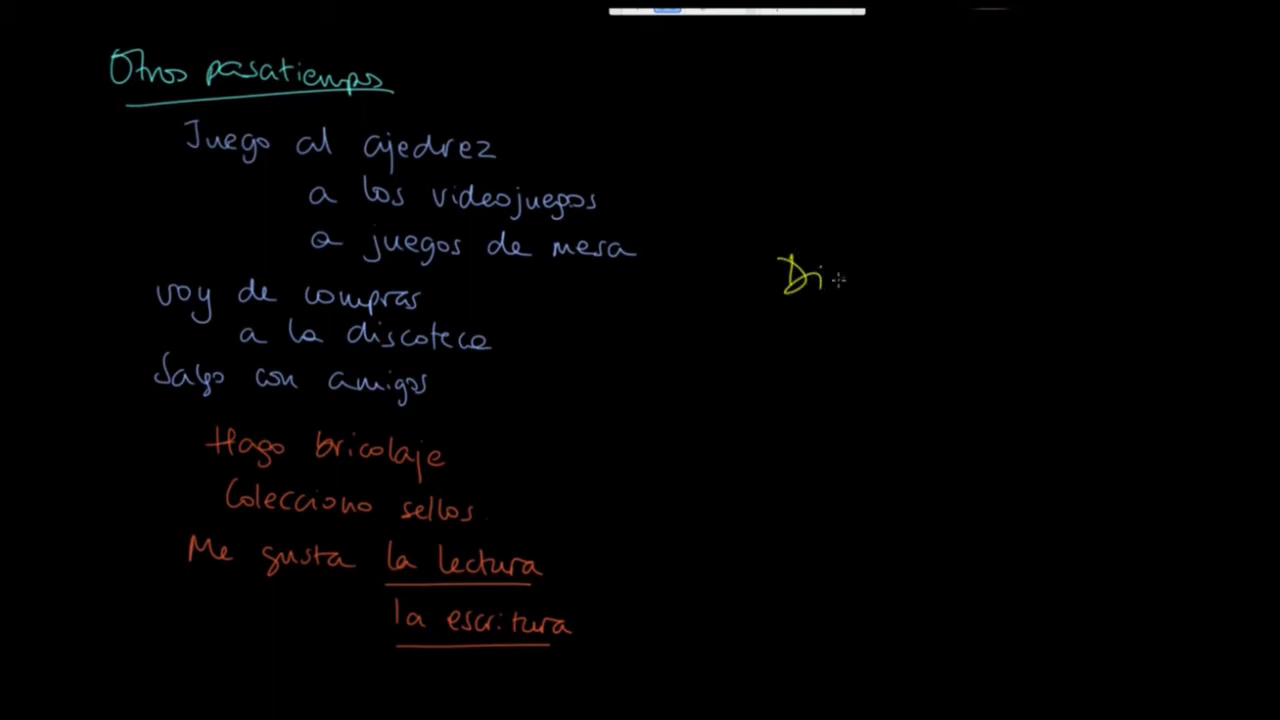 Otros pasatiempos
Juego al ajedrez
a los videojuegos
a juegos de mesa
voy de compras
a la discoteca
Salgo con amigos
Hago bricolaje
Colecciono sellos
Me gusta la lectura
la escritura
Di